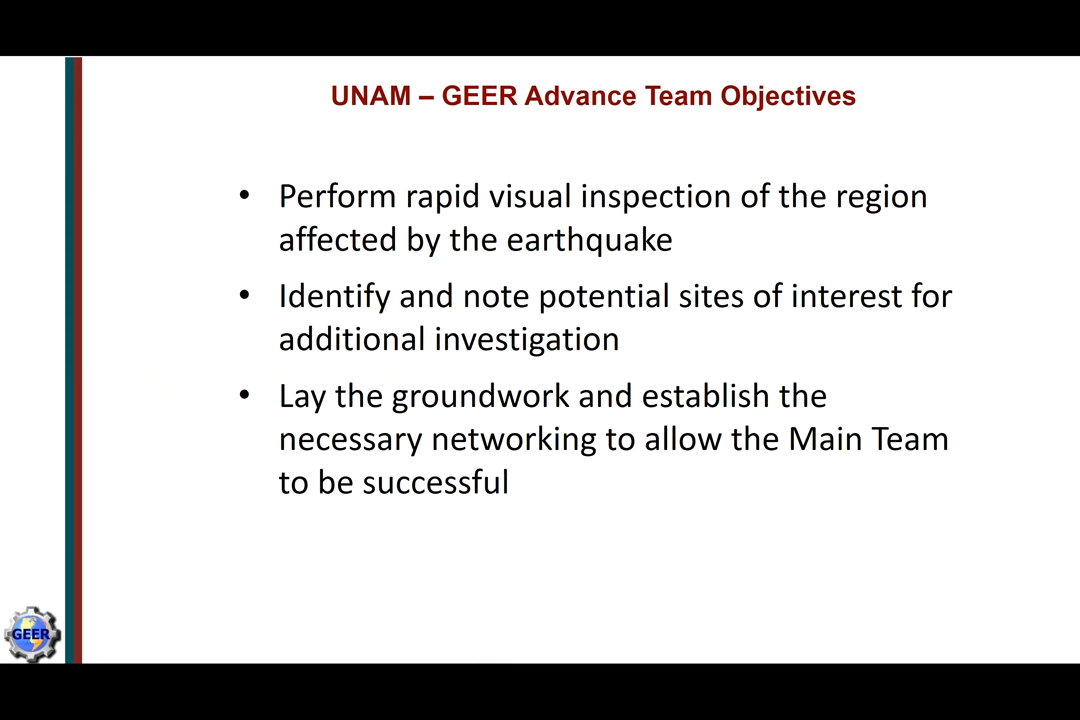 UNAM – GEER Advance Team Objectives
• Perform rapid visual inspection of the region
affected by the earthquake
• Identify and note potential sites of interest for
additional investigation
• Lay the groundwork and establish the
necessary networking to allow the Main Team
to be successful
GEER